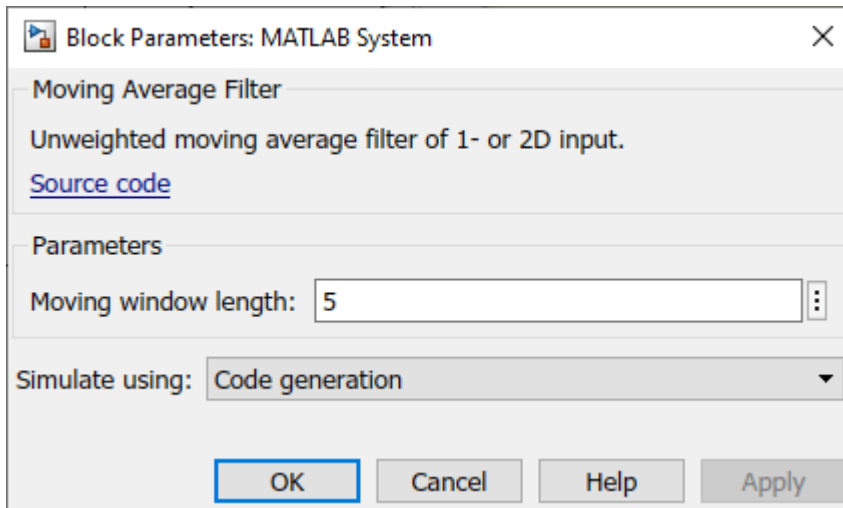 Block Parameters: MATLAB System
Moving Average Filter
Unweighted moving average filter of 1- or 2D input.
Source code
Parameters
Moving window length: 5
Simulate using: Code generation
OK Cancel Help Apply